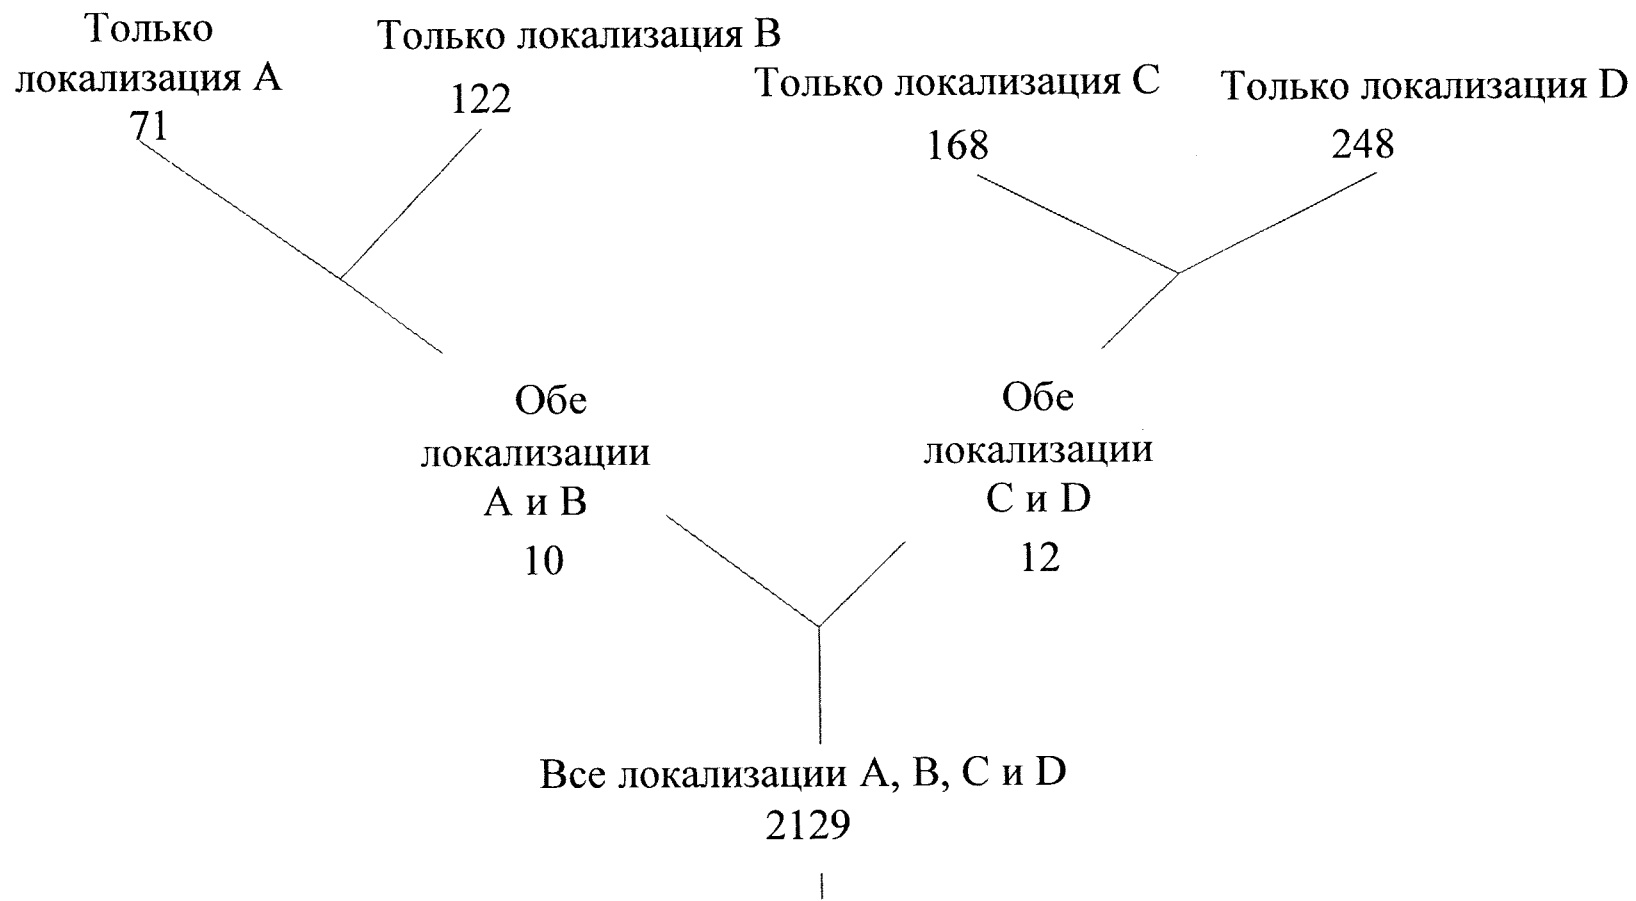 Только
локализация A
71
Только локализация B
122
Только локализация C
168
Только локализация D
248
Обе
локализации
A и B
10
Обе
локализации
C и D
12
Все локализации A, B, C и D
2129